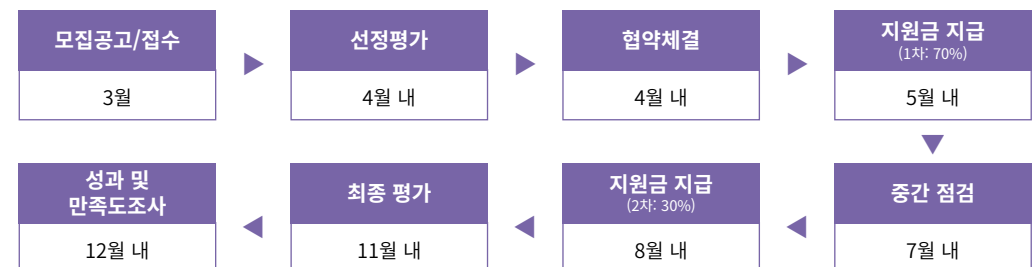 모집공고/접수
3월
선정평가
4월 내
협약체결
4월 내
지원금 지급
(1차: 70%)
5월 내
중간 점검
7월 내
지원금 지급
(2차: 30%)
8월 내
최종 평가
11월 내
성과 및
만족도조사
12월 내